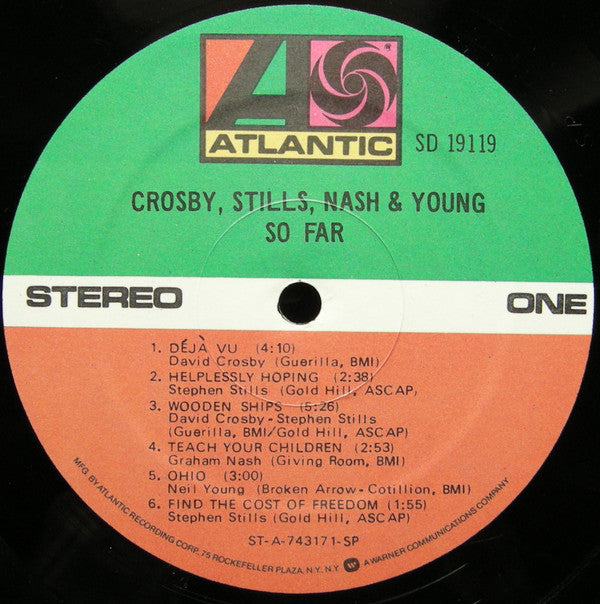 ATLANTIC
SD 19119
CROSBY, STILLS, NASH & YOUNG
SO FAR
STEREO
ONE
1. DÉJÀ VU (4:10)
David Crosby (Guerilla, BMI)
2. HELPLESSLY HOPING (2:38)
Stephen Stills (Gold Hill, ASCAP)
3. WOODEN SHIPS (5:26)
David Crosby-Stephen Stills
(Guerilla, BMI/Gold Hill, ASCAP)
4. TEACH YOUR CHILDREN (2:53)
Graham Nash (Giving Room, BMI)
5. OHIO (3:00)
Neil Young (Broken Arrow-Cotillion, BMI)
6. FIND THE COST OF FREEDOM (1:55)
Stephen Stills (Gold Hill, ASCAP)
ST-A-743171-SP
MFG. BY ATLANTIC RECORDING CORP. 75 ROCKEFELLER PLAZA, N.Y. N.Y. A WARNER COMMUNICATIONS COMPANY